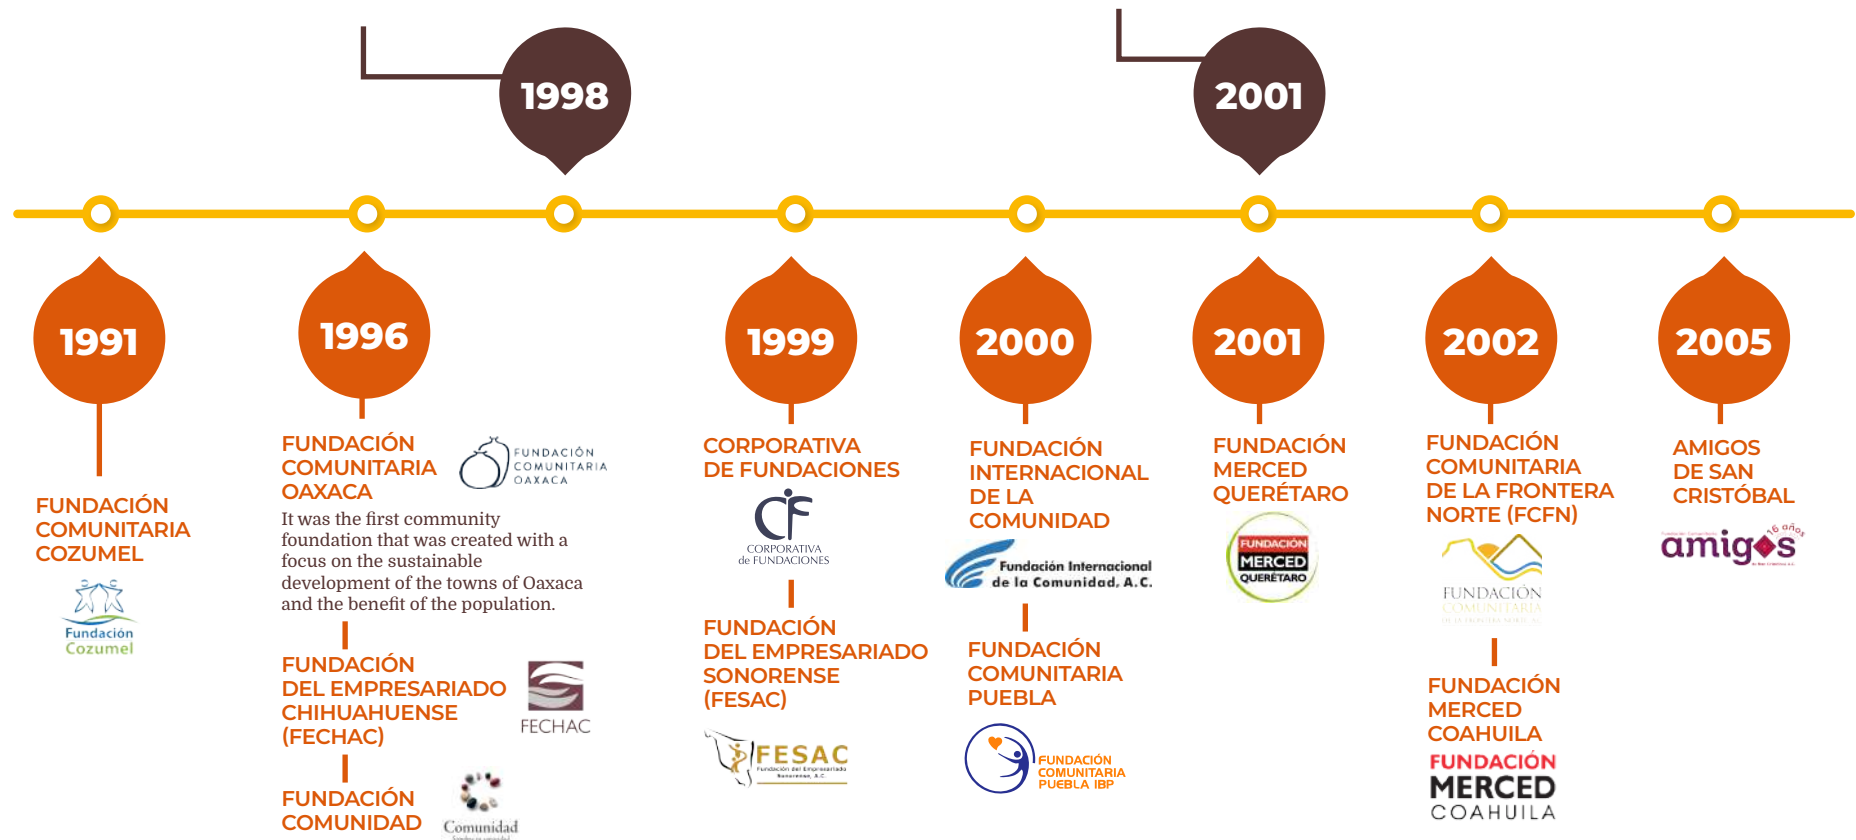 1998
2001
1991
1996
1999
2000
2001
2002
2005
FUNDACIÓN
COMUNITARIA
COZUMEL
Fundación
Cozumel
FUNDACIÓN
COMUNITARIA
OAXACA
FUNDACIÓN
COMUNITARIA
OAXACA
It was the first community
foundation that was created with a
focus on the sustainable
development of the towns of Oaxaca
and the benefit of the population.
FUNDACIÓN
DEL EMPRESARIADO
CHIHUAHUENSE
(FECHAC)
FECHAC
FUNDACIÓN
COMUNIDAD
Comunidad
CORPORATIVA
DE FUNDACIONES
CF
CORPORATIVA
de FUNDACIONES
FUNDACIÓN
DEL EMPRESARIADO
SONORENSE
(FESAC)
FESAC
Fundación del Empresariado
Sonorense, A.C.
FUNDACIÓN
INTERNACIONAL
DE LA
COMUNIDAD
Fundación Internacional
de la Comunidad, A.C.
FUNDACIÓN
COMUNITARIA
PUEBLA
FUNDACIÓN
COMUNITARIA
PUEBLA IBP
FUNDACIÓN
MERCED
QUERÉTARO
FUNDACIÓN
MERCED
QUERÉTARO
FUNDACIÓN
COMUNITARIA
DE LA FRONTERA
NORTE (FCFN)
FUNDACIÓN
COMUNITARIA
FUNDACIÓN
MERCED
COAHUILA
FUNDACIÓN
MERCED
COAHUILA
AMIGOS
DE SAN
CRISTÓBAL
16 años
amigos